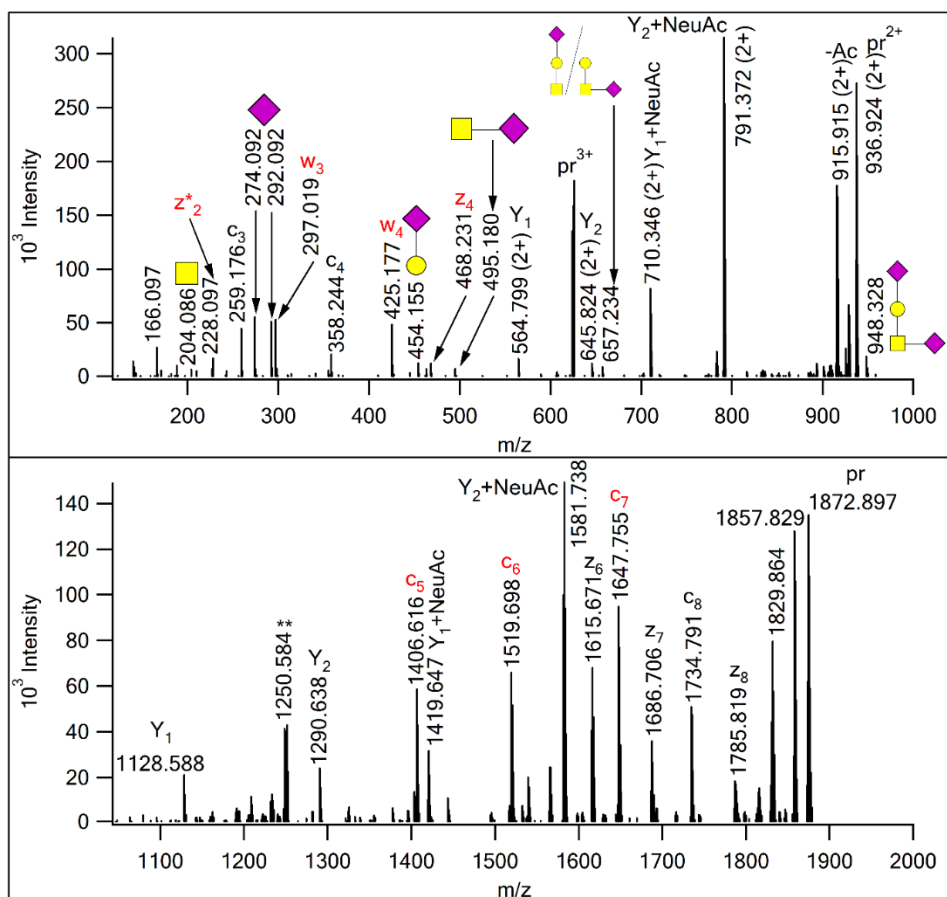 300
250
200
150
100
50
0
10³ Intensity
166.097
204.086
z*₂
228.097
c₃
259.176
274.092
292.092
w₃
297.019
c₄
358.244
w₄
425.177
454.155
z₄
468.231
495.180
Y₁
564.799 (2+)
pr³⁺
Y₂
645.824 (2+)
657.234
710.346 (2+) Y₁+NeuAc
Y₂+NeuAc
791.372 (2+)
-Ac
915.915 (2+)
pr²⁺
936.924 (2+)
948.328
200 300 400 500 600 700 800 900 1000
m/z
140
120
100
80
60
40
20
0
10³ Intensity
Y₁
1128.588
1250.584**
Y₂
1290.638
c₅
1406.616
1419.647 Y₁+NeuAc
c₆
1519.698
Y₂+NeuAc
1581.738
z₆
1615.671
c₇
1647.755
z₇
1686.706
c₈
1734.791
z₈
1785.819
1829.864
1857.829
pr
1872.897
1100 1200 1300 1400 1500 1600 1700 1800 1900 2000
m/z